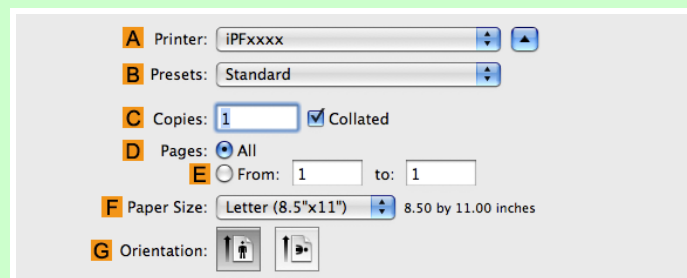 A Printer: iPFxxxx
B Presets: Standard
C Copies: 1 Collated
D Pages: All
E From: 1 to: 1
F Paper Size: Letter (8.5"x11") 8.50 by 11.00 inches
G Orientation: